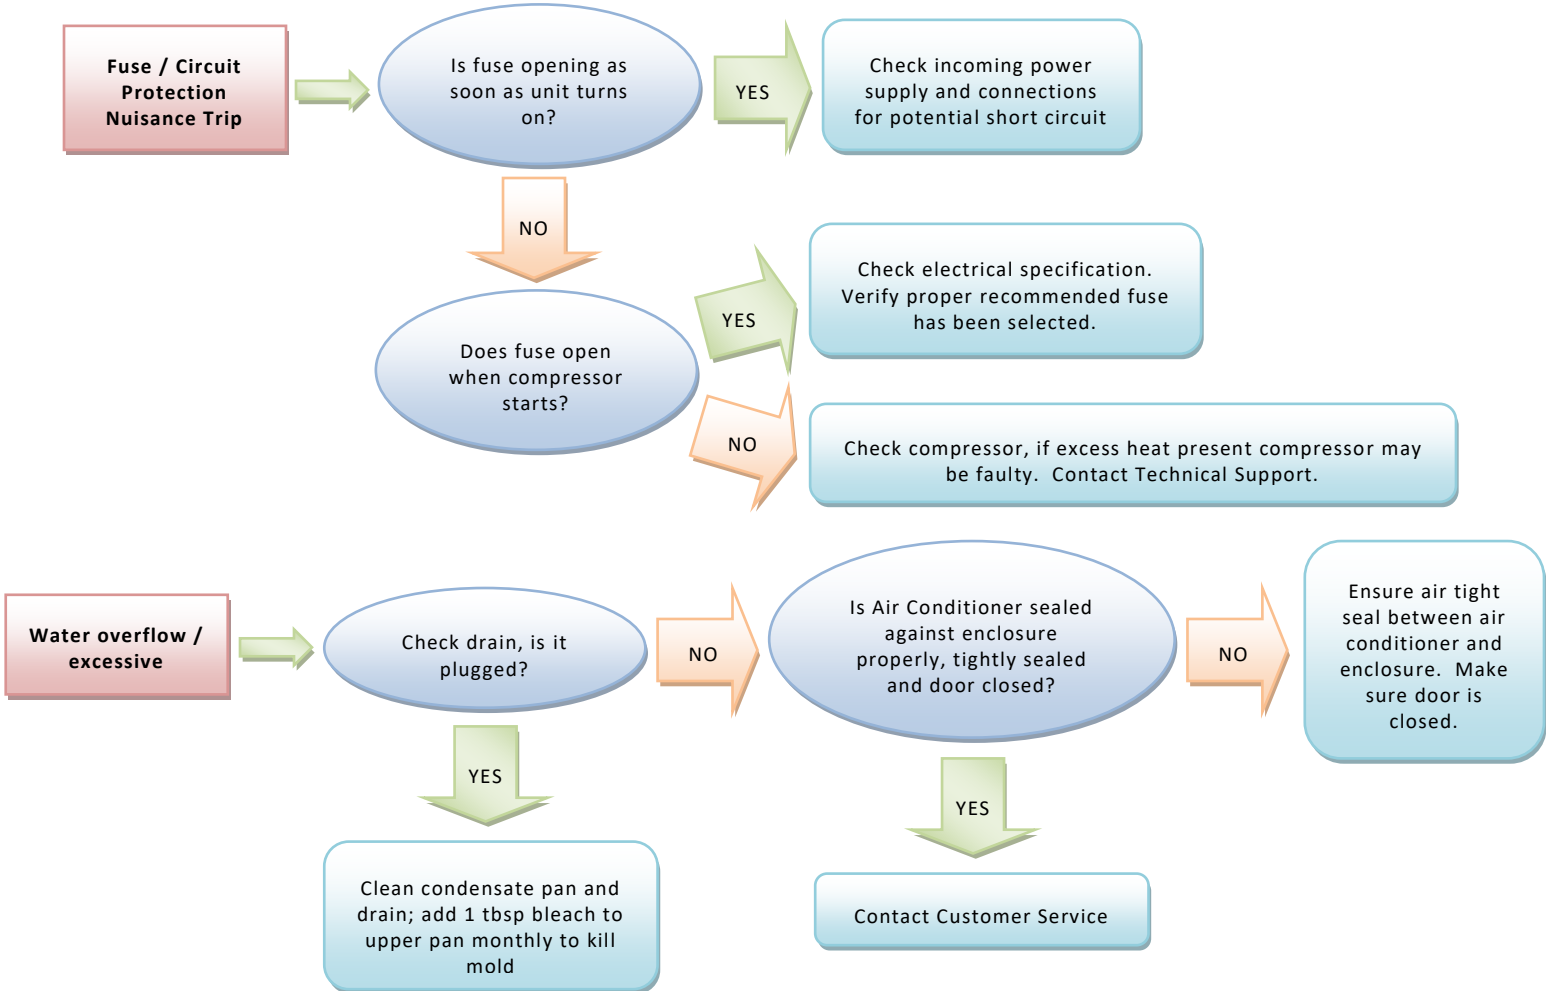 Fuse / Circuit
Protection
Nuisance Trip
Is fuse opening as
soon as unit turns
on?
YES
Check incoming power
supply and connections
for potential short circuit
NO
Does fuse open
when compressor
starts?
YES
Check electrical specification.
Verify proper recommended fuse
has been selected.
NO
Check compressor, if excess heat present compressor may
be faulty.  Contact Technical Support.
Water overflow /
excessive
Check drain, is it
plugged?
NO
Is Air Conditioner sealed
against enclosure
properly, tightly sealed
and door closed?
NO
Ensure air tight
seal between air
conditioner and
enclosure.  Make
sure door is
closed.
YES
Clean condensate pan and
drain; add 1 tbsp bleach to
upper pan monthly to kill
mold
YES
Contact Customer Service